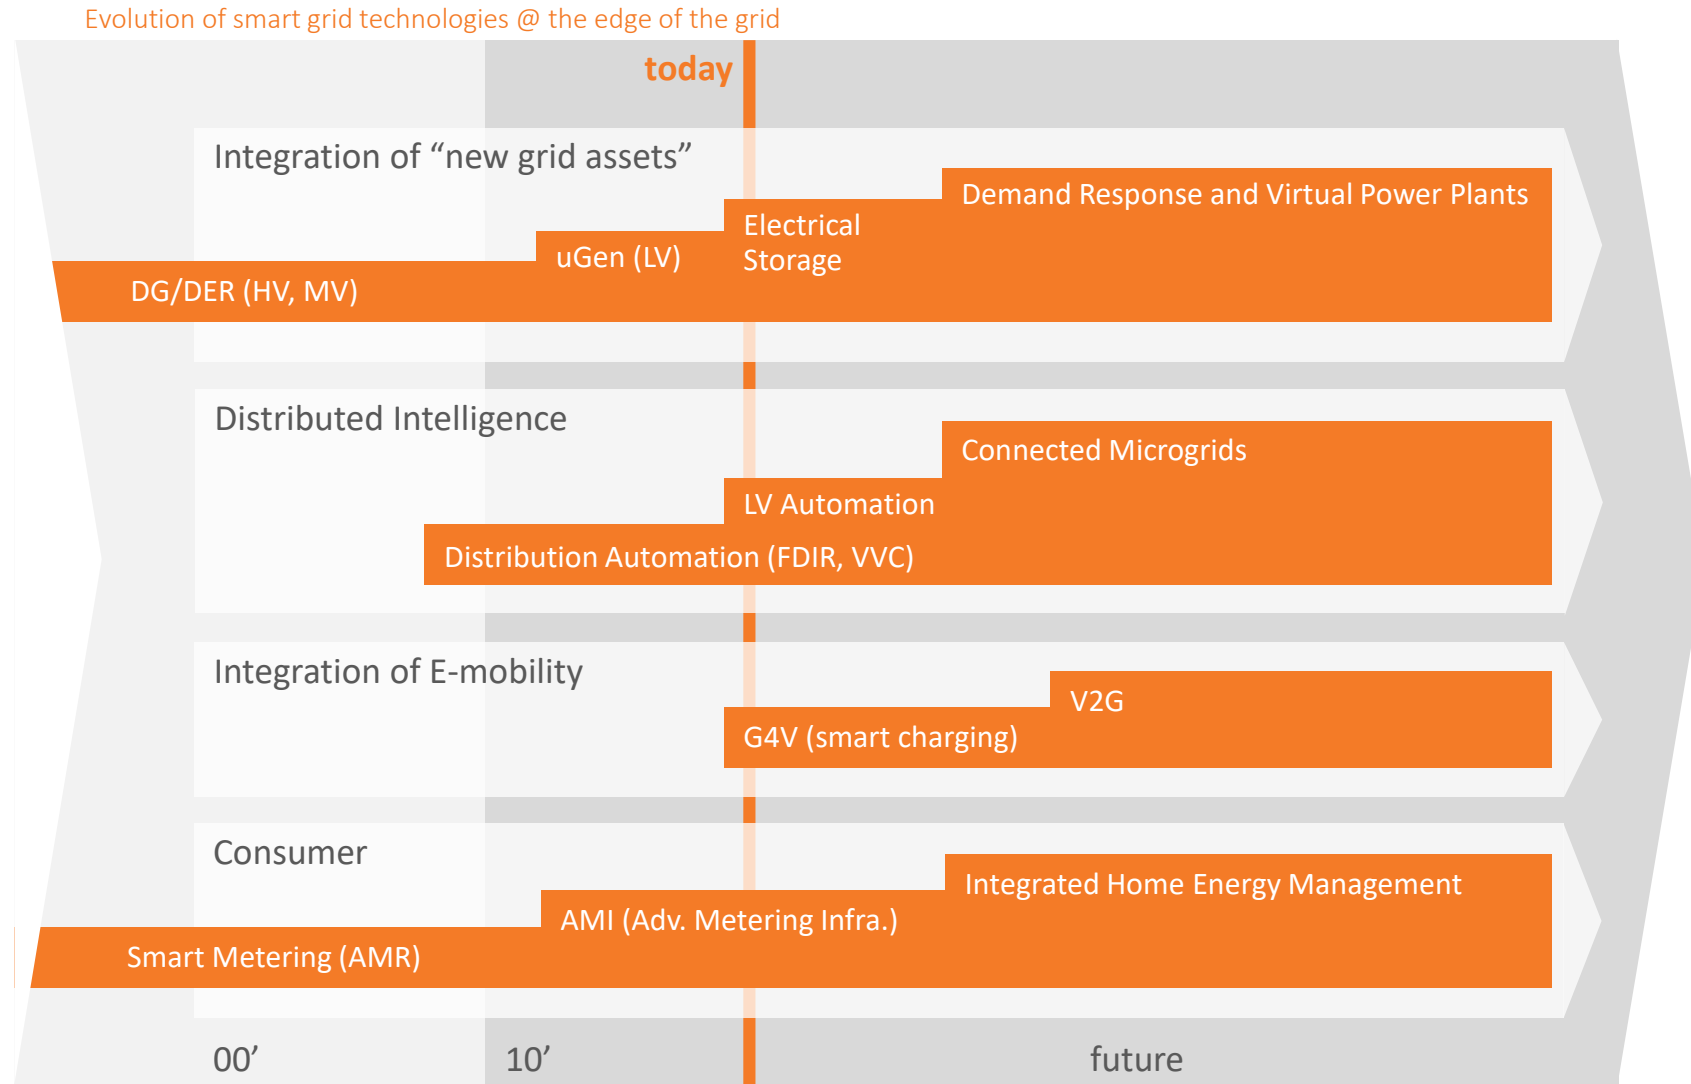 Evolution of smart grid technologies @ the edge of the grid
today
Integration of “new grid assets”
Demand Response and Virtual Power Plants
Electrical
Storage
uGen (LV)
DG/DER (HV, MV)
Distributed Intelligence
Connected Microgrids
LV Automation
Distribution Automation (FDIR, VVC)
Integration of E-mobility
V2G
G4V (smart charging)
Consumer
Integrated Home Energy Management
AMI (Adv. Metering Infra.)
Smart Metering (AMR)
00’
10’
future